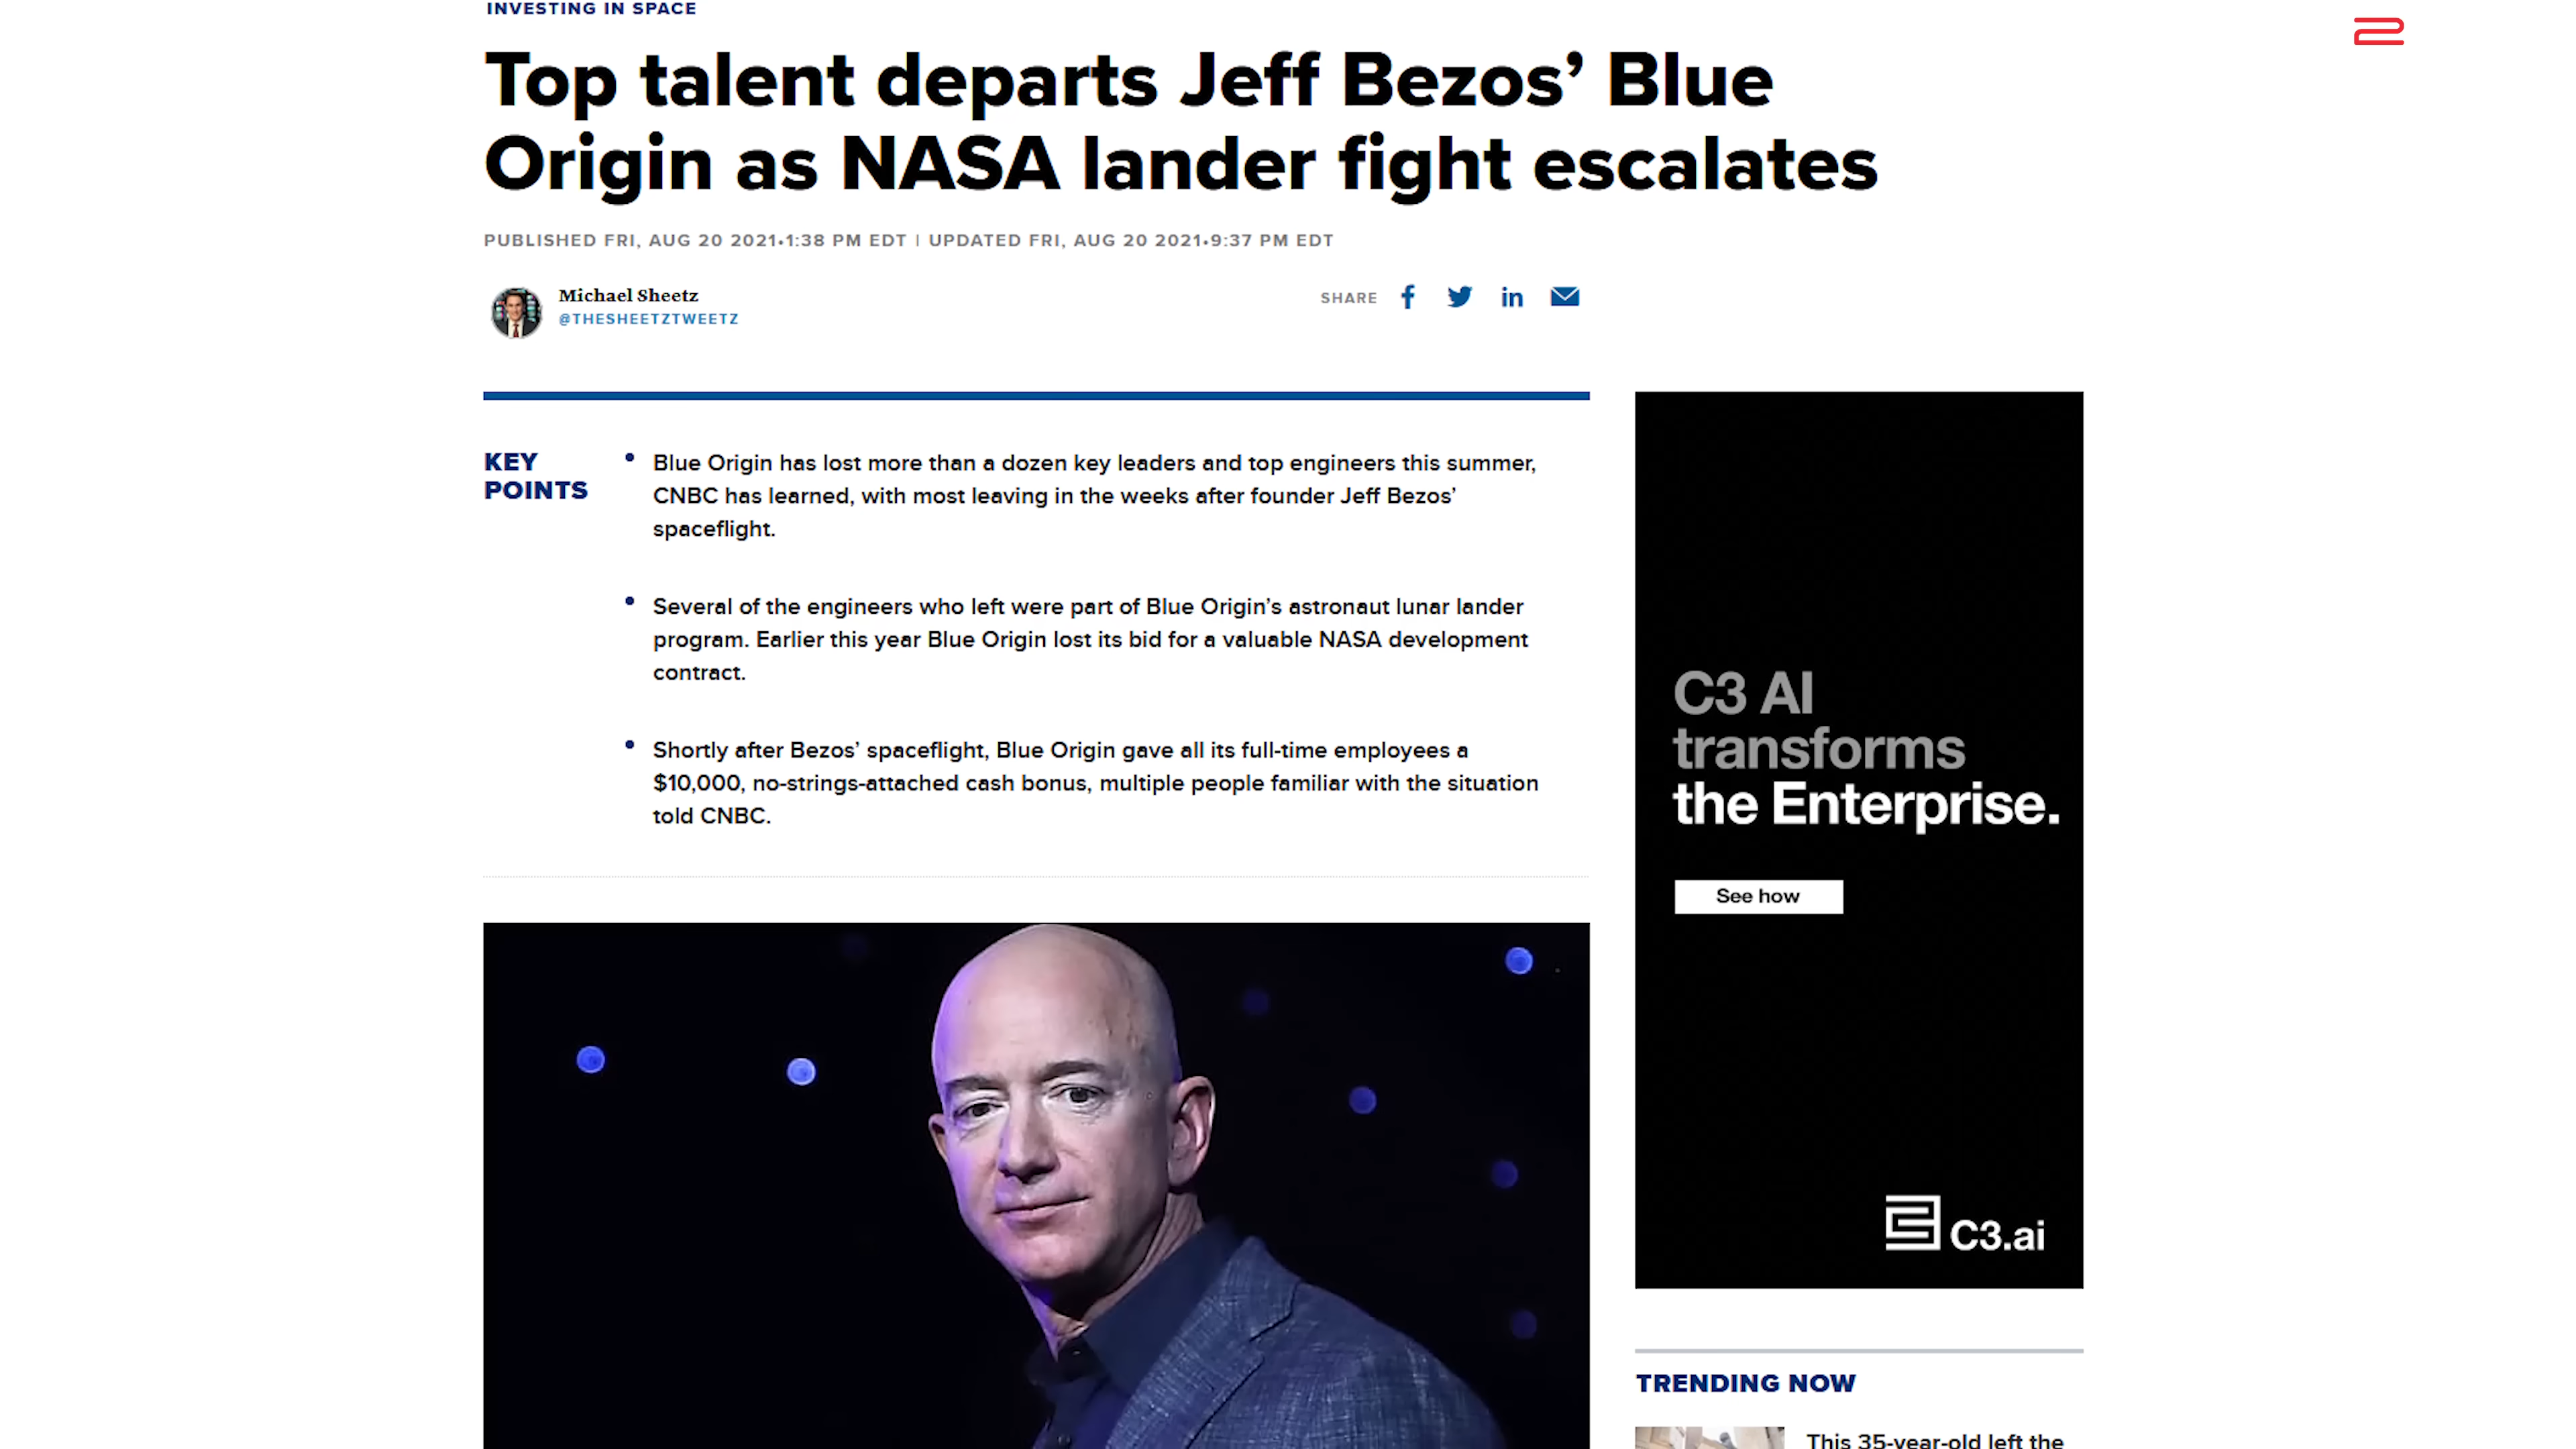 INVESTING IN SPACE
Top talent departs Jeff Bezos’ Blue
Origin as NASA lander fight escalates
PUBLISHED FRI, AUG 20 2021•1:38 PM EDT | UPDATED FRI, AUG 20 2021•9:37 PM EDT
Michael Sheetz
@THESHEETZTWEETZ
SHARE
KEY
POINTS
• Blue Origin has lost more than a dozen key leaders and top engineers this summer,
CNBC has learned, with most leaving in the weeks after founder Jeff Bezos’
spaceflight.
• Several of the engineers who left were part of Blue Origin’s astronaut lunar lander
program. Earlier this year Blue Origin lost its bid for a valuable NASA development
contract.
• Shortly after Bezos’ spaceflight, Blue Origin gave all its full-time employees a
$10,000, no-strings-attached cash bonus, multiple people familiar with the situation
told CNBC.
C3 AI
transforms
the Enterprise.
See how
C3.ai
TRENDING NOW
This 35-year-old left the